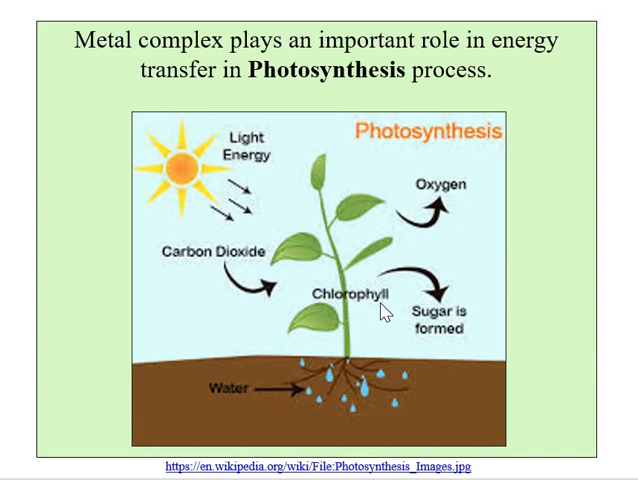 Metal complex plays an important role in energy
transfer in Photosynthesis process.
Photosynthesis
Light
Energy
Oxygen
Carbon Dioxide
Chlorophyll
Sugar is
formed
Water
https://en.wikipedia.org/wiki/File:Photosynthesis_Images.jpg